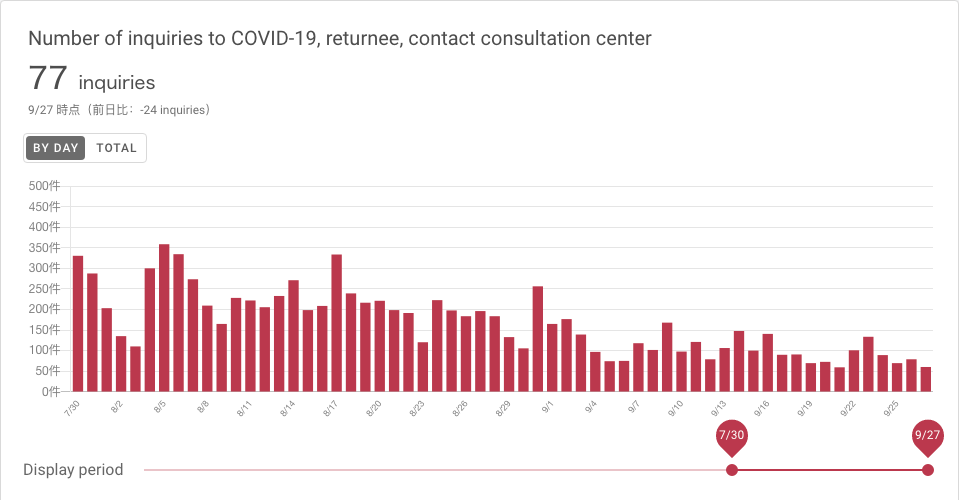 Number of inquiries to COVID-19, returnee, contact consultation center
77 inquiries
9/27 時点（前日比：-24 inquiries）
BY DAY TOTAL
500件
450件
400件
350件
300件
250件
200件
150件
100件
50件
0件
7/30 8/2 8/5 8/8 8/11 8/14 8/17 8/20 8/23 8/26 8/29 9/1 9/4 9/7 9/10 9/13 9/16 9/19 9/22 9/25
7/30 9/27
Display period